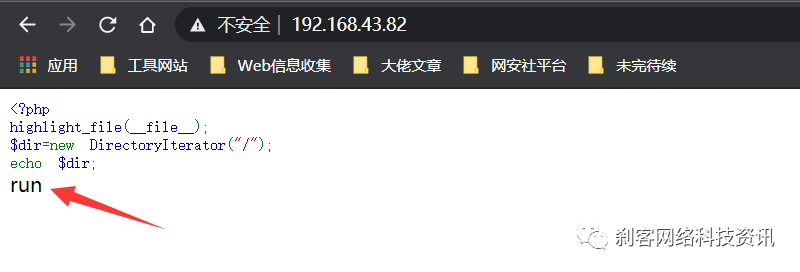 不安全 192.168.43.82
应用 工具网站 Web信息收集 大佬文章 网安社平台 未完待续
<?php
highlight_file(__file__);
$dir=new DirectoryIterator("/");
echo $dir;
run
刹客网络科技资讯